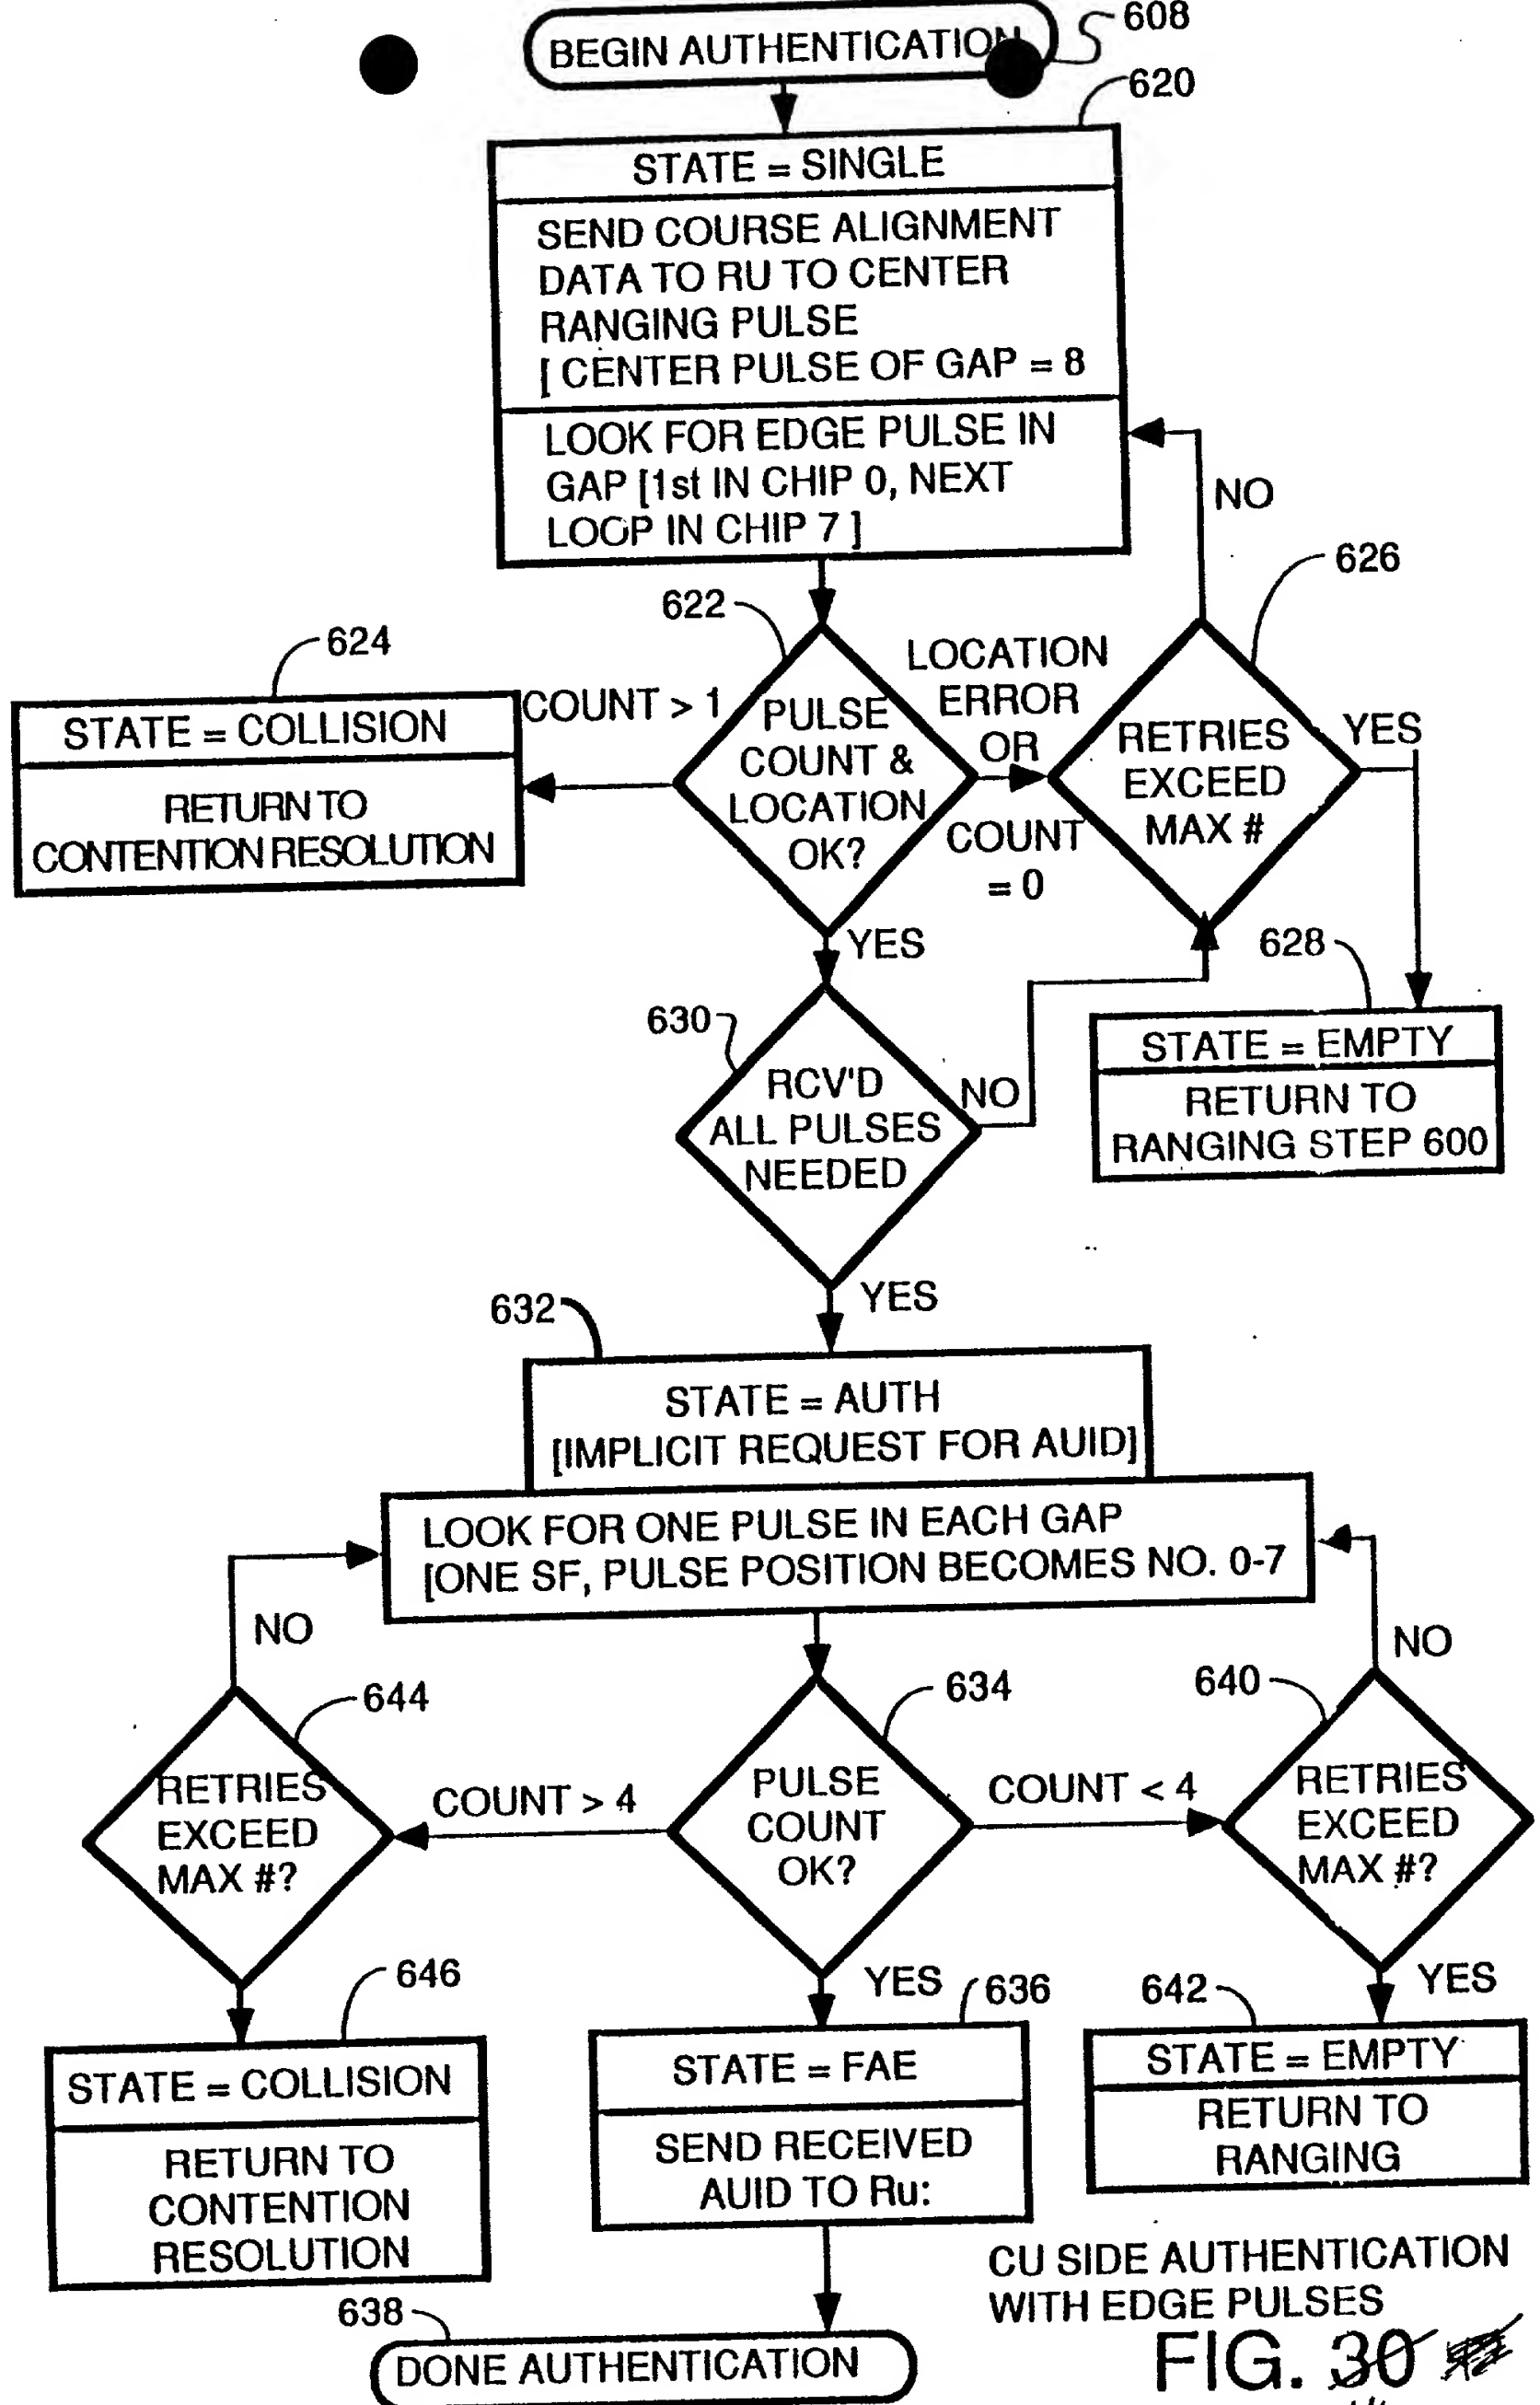 BEGIN AUTHENTICATION
608
620
STATE = SINGLE
SEND COURSE ALIGNMENT
DATA TO RU TO CENTER
RANGING PULSE
[ CENTER PULSE OF GAP = 8
LOOK FOR EDGE PULSE IN
GAP [1st IN CHIP 0, NEXT
LOOP IN CHIP 7 ]
NO
626
622
624
COUNT > 1
STATE = COLLISION
RETURN TO
CONTENTION RESOLUTION
PULSE
COUNT &
LOCATION
OK?
LOCATION
ERROR
OR
COUNT
= 0
RETRIES
EXCEED
MAX #
YES
YES
628
STATE = EMPTY
RETURN TO
RANGING STEP 600
630
RCV'D
ALL PULSES
NEEDED
NO
YES
632
STATE = AUTH
[IMPLICIT REQUEST FOR AUID]
LOOK FOR ONE PULSE IN EACH GAP
[ONE SF, PULSE POSITION BECOMES NO. 0-7
NO
NO
644
634
640
RETRIES
EXCEED
MAX #?
COUNT > 4
PULSE
COUNT
OK?
COUNT < 4
RETRIES
EXCEED
MAX #?
646
YES
636
642
YES
STATE = COLLISION
RETURN TO
CONTENTION
RESOLUTION
STATE = FAE
SEND RECEIVED
AUID TO Ru:
STATE = EMPTY
RETURN TO
RANGING
638
DONE AUTHENTICATION
CU SIDE AUTHENTICATION
WITH EDGE PULSES
FIG. 30